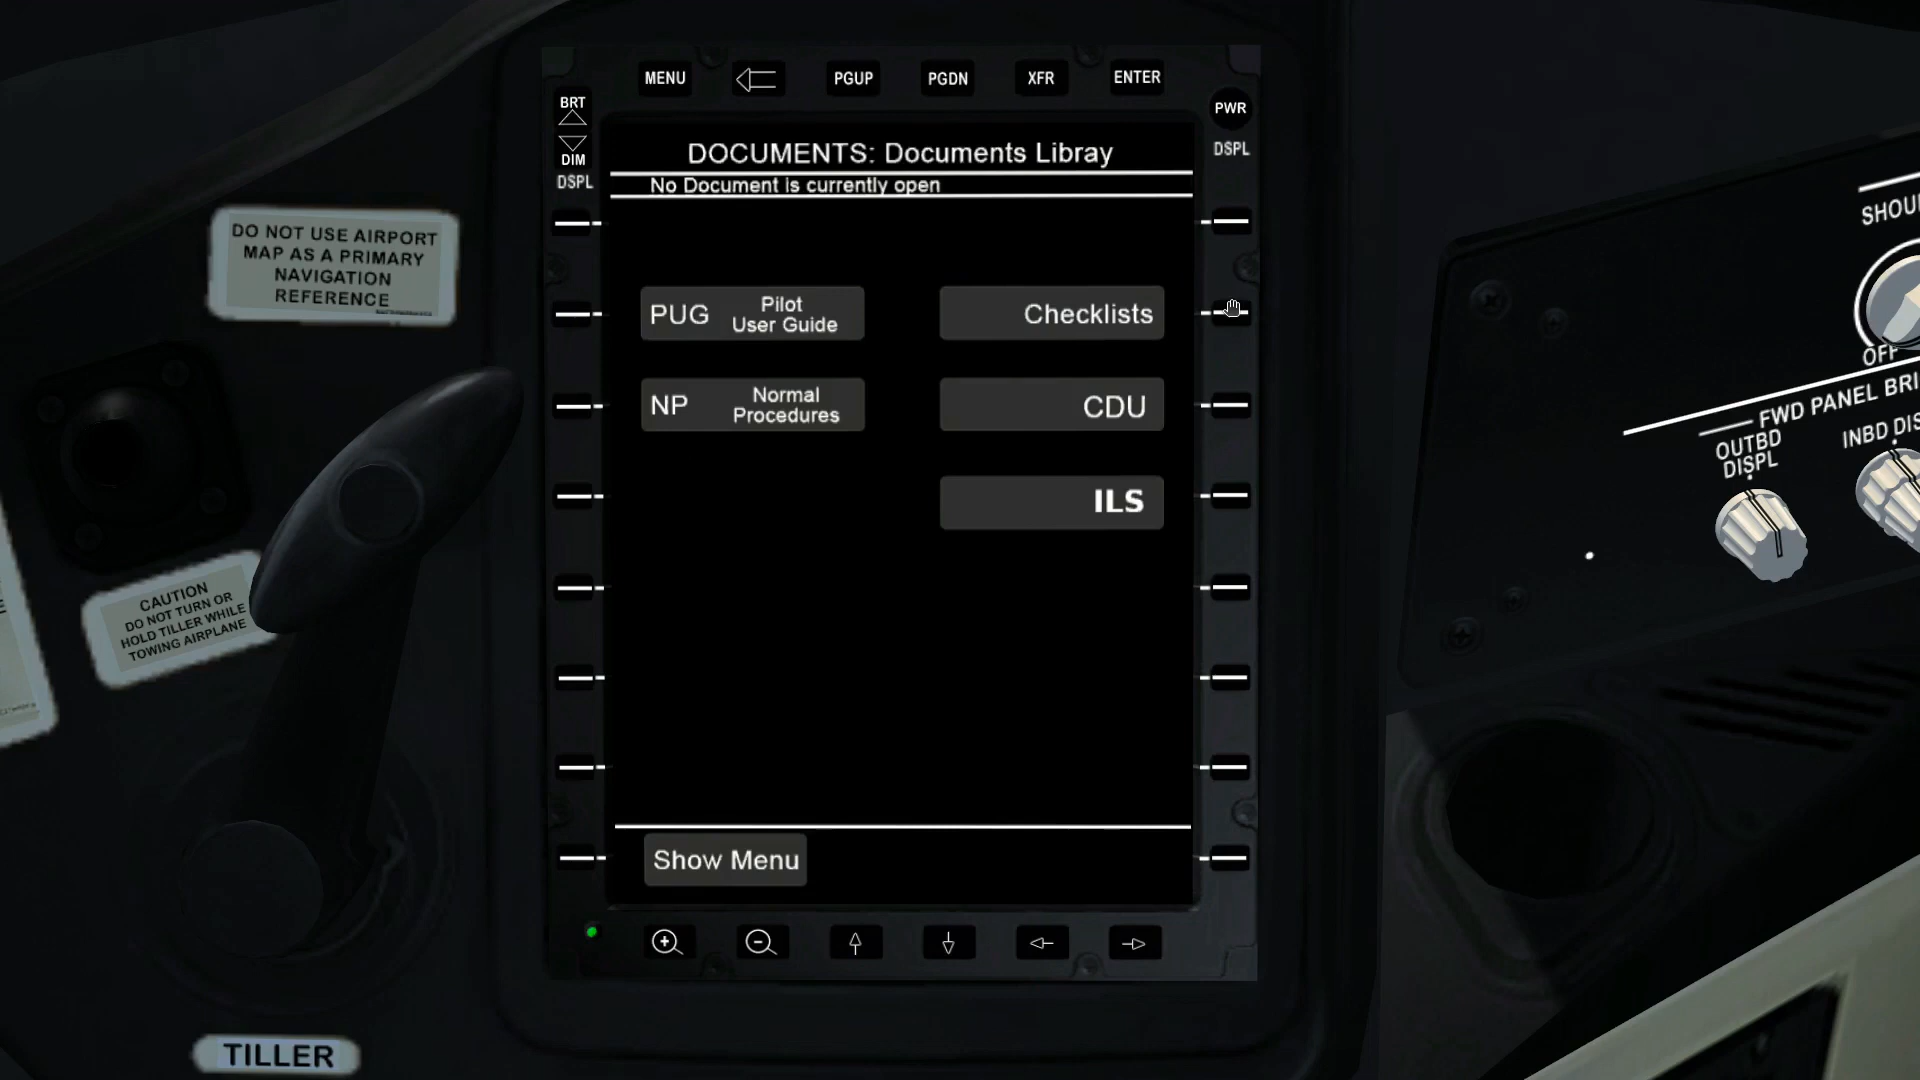 MENU
PGUP
PGDN
XFR
ENTER
BRT
DIM
DSPL
PWR
DSPL
DOCUMENTS: Documents Libray
No Document is currently open
PUG
Pilot
User Guide
Checklists
NP
Normal
Procedures
CDU
ILS
Show Menu
DO NOT USE AIRPORT
MAP AS A PRIMARY
NAVIGATION
REFERENCE
CAUTION
DO NOT TURN OR
HOLD TILLER WHILE
TOWING AIRPLANE
TILLER
SHOU
OFF
FWD PANEL BRI
OUTBD
DISPL
INBD DIS